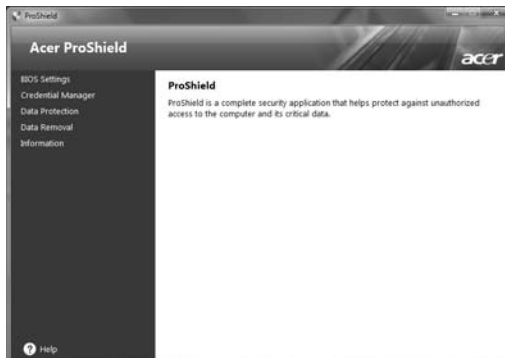 ProShield
Acer ProShield
acer
BIOS Settings
Credential Manager
Data Protection
Data Removal
Information
ProShield
ProShield is a complete security application that helps protect against unauthorized
access to the computer and its critical data.
Help